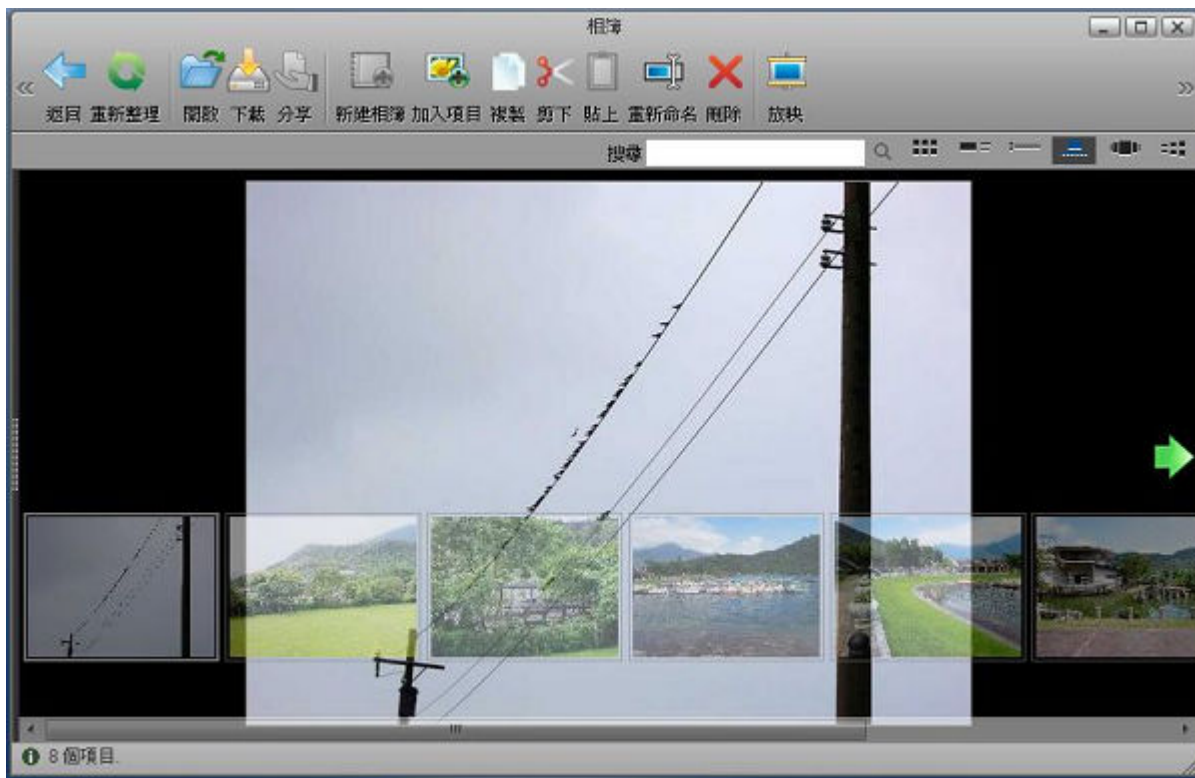 相簿
返回 重新整理 開啟 下載 分享 新建相簿 加入項目 複製 剪下 貼上 重新命名 刪除 放映
搜尋
8 個項目.